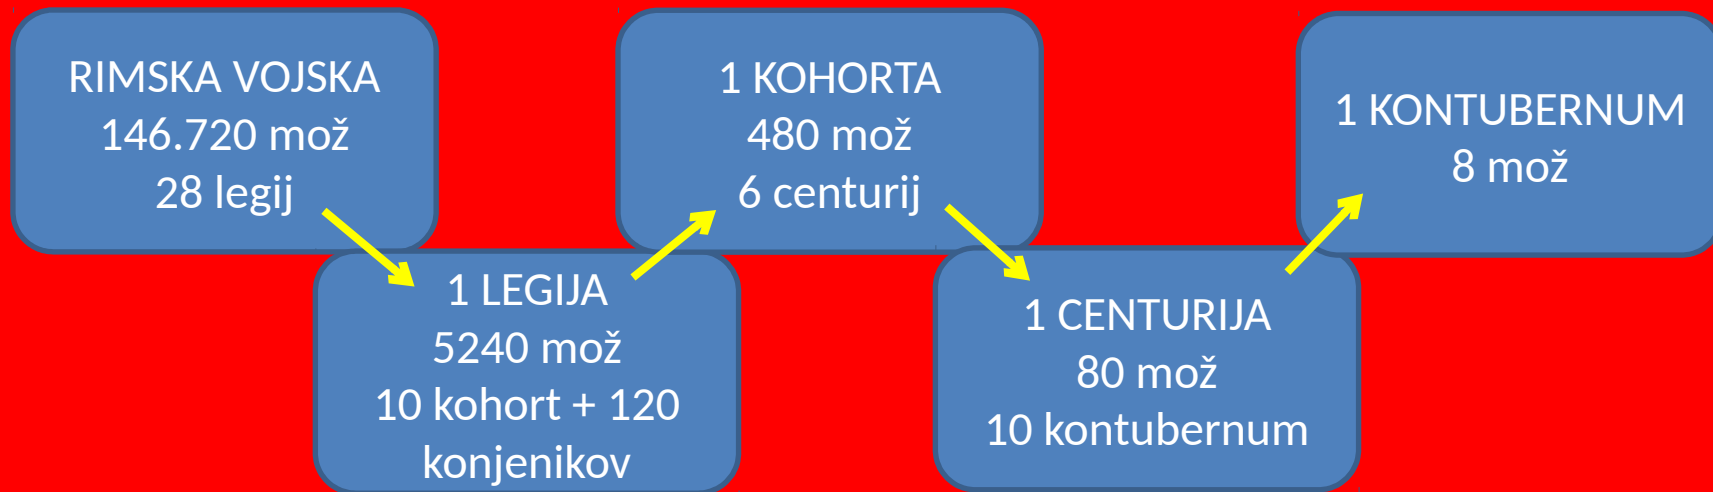 RIMSKA VOJSKA
146.720 mož
28 legij
1 LEGIJA
5240 mož
10 kohort + 120
konjenikov
1 KOHORTA
480 mož
6 centurij
1 CENTURIJA
80 mož
10 kontubernum
1 KONTUBERNUM
8 mož